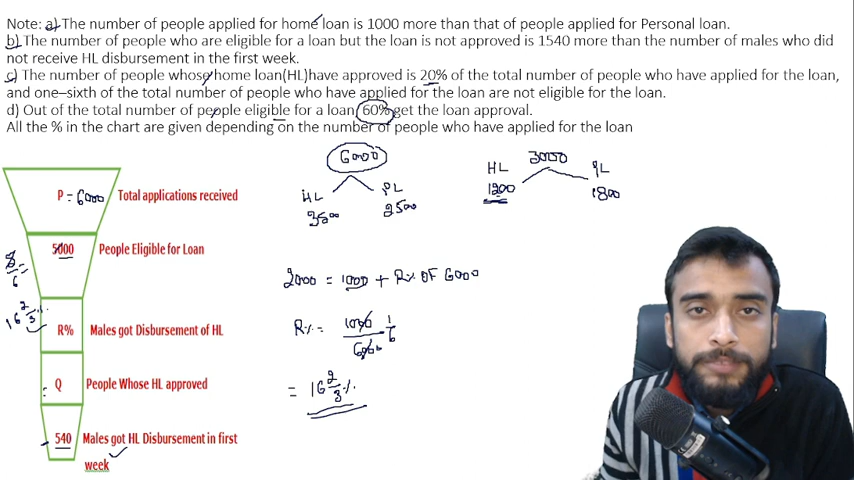 Note: a) The number of people applied for home loan is 1000 more than that of people applied for Personal loan.
b) The number of people who are eligible for a loan but the loan is not approved is 1540 more than the number of males who did
not receive HL disbursement in the first week.
c) The number of people whose home loan(HL)have approved is 20% of the total number of people who have applied for the loan,
and one–sixth of the total number of people who have applied for the loan are not eligible for the loan.
d) Out of the total number of people eligible for a loan 60% get the loan approval.
All the % in the chart are given depending on the number of people who have applied for the loan
6000
HL PL
3500 2500
3000
HL PL
1200 1800
P = 6000 Total applications received
5000 People Eligible for Loan
16 2/3 %
R% Males got Disbursement of HL
Q People Whose HL approved
540 Males got HL Disbursement in first
week
2000 = 1000 + R% OF 6000
R% = 1000/6000 1/6
= 16 2/3 %